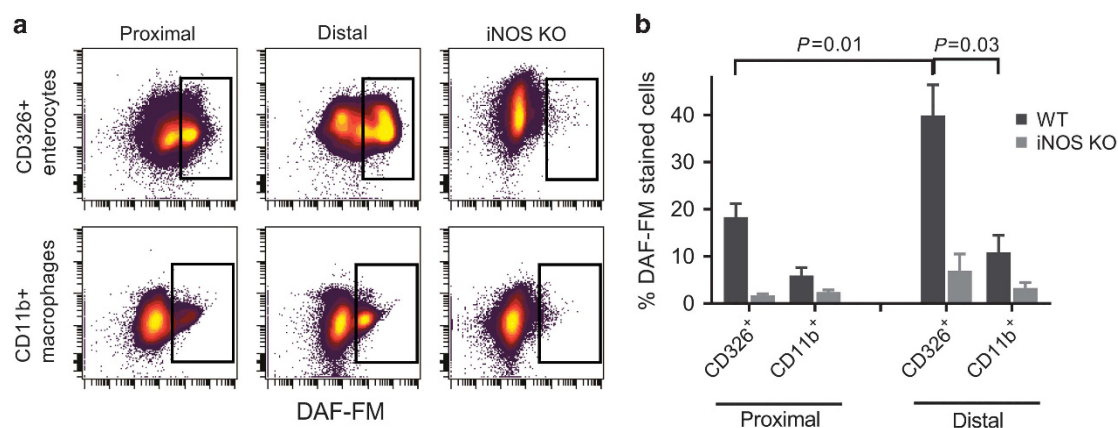 a
Proximal Distal iNOS KO
CD326+
enterocytes
CD11b+
macrophages
DAF-FM
b
P=0.01 P=0.03
WT
iNOS KO
% DAF-FM stained cells
40
30
20
10
0
CD326+ CD11b+ CD326+ CD11b+
Proximal Distal